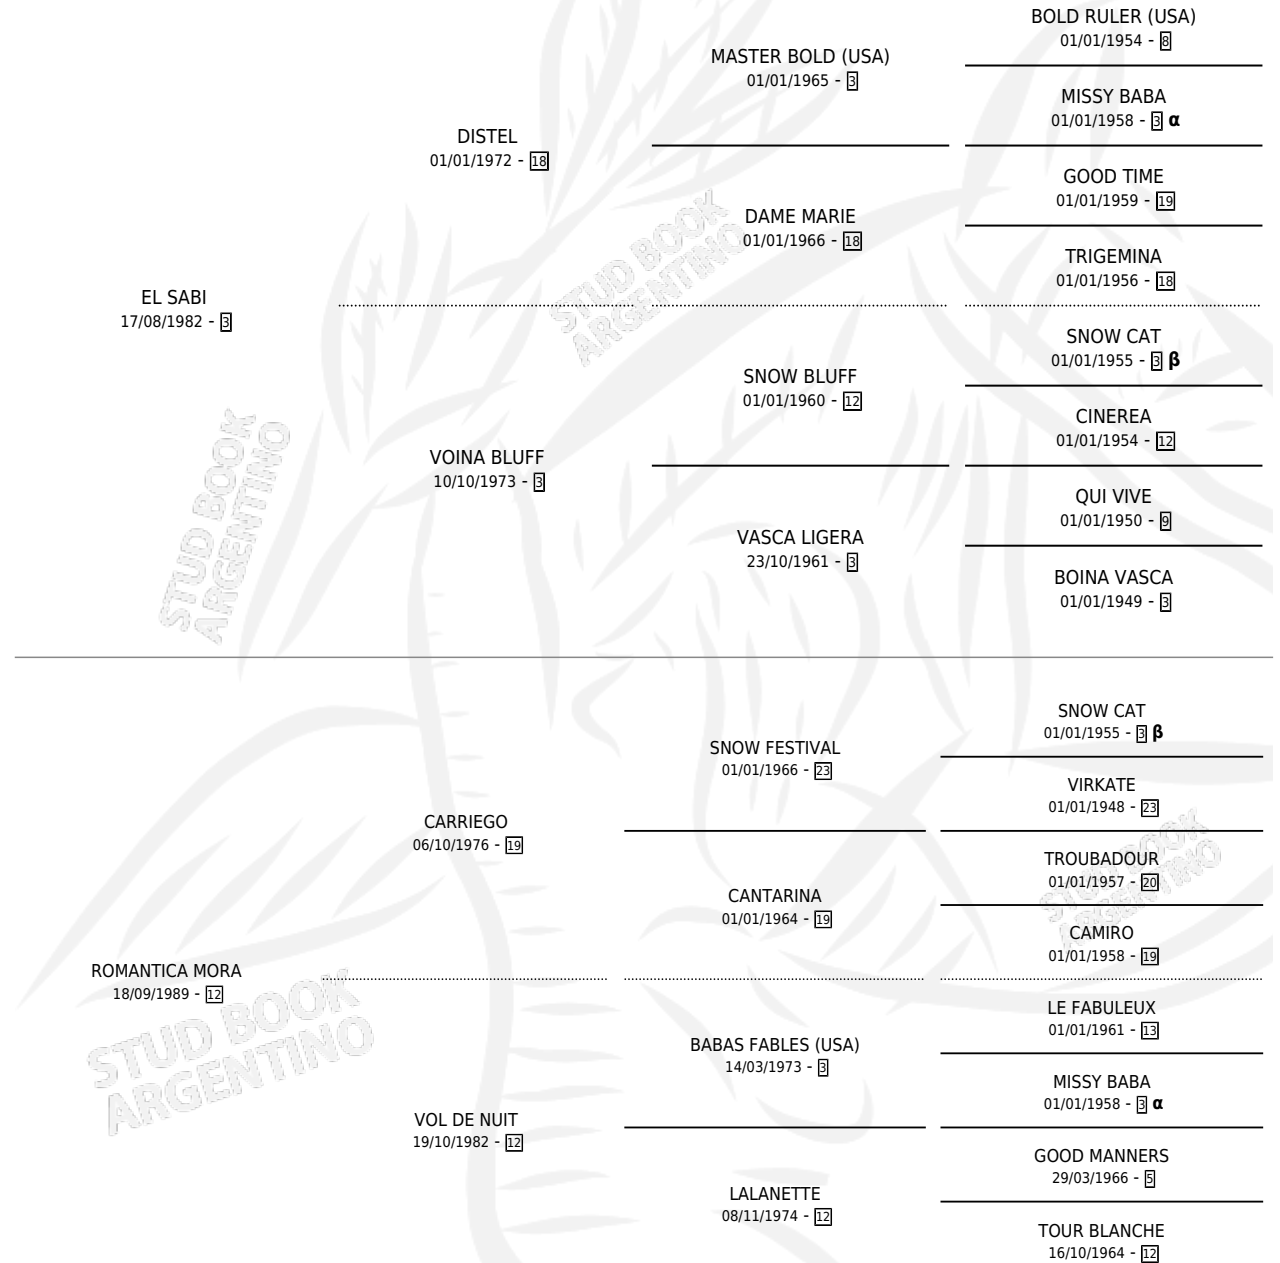 BOLD RULER (USA)
01/01/1954 - 8
MASTER BOLD (USA)
01/01/1965 - 3
MISSY BABA
01/01/1958 - 3 α
DISTEL
01/01/1972 - 18
GOOD TIME
01/01/1959 - 19
DAME MARIE
01/01/1966 - 18
TRIGEMINA
01/01/1956 - 18
EL SABI
17/08/1982 - 3
SNOW CAT
01/01/1955 - 3 β
SNOW BLUFF
01/01/1960 - 12
CINEREA
01/01/1954 - 12
VOINA BLUFF
10/10/1973 - 3
QUI VIVE
01/01/1950 - 9
VASCA LIGERA
23/10/1961 - 3
BOINA VASCA
01/01/1949 - 3
SNOW CAT
01/01/1955 - 3 β
SNOW FESTIVAL
01/01/1966 - 23
VIRKATE
01/01/1948 - 23
CARRIEGO
06/10/1976 - 19
TROUBADOUR
01/01/1957 - 20
CANTARINA
01/01/1964 - 19
CAMIRO
01/01/1958 - 19
ROMANTICA MORA
18/09/1989 - 12
LE FABULEUX
01/01/1961 - 13
BABAS FABLES (USA)
14/03/1973 - 3
MISSY BABA
01/01/1958 - 3 α
VOL DE NUIT
19/10/1982 - 12
GOOD MANNERS
29/03/1966 - 5
LALANETTE
08/11/1974 - 12
TOUR BLANCHE
16/10/1964 - 12
STUD BOOK
ARGENTINO
STUD BOOK
ARGENTINO
STUD BOOK
ARGENTINO
STUD BOOK
ARGENTINO